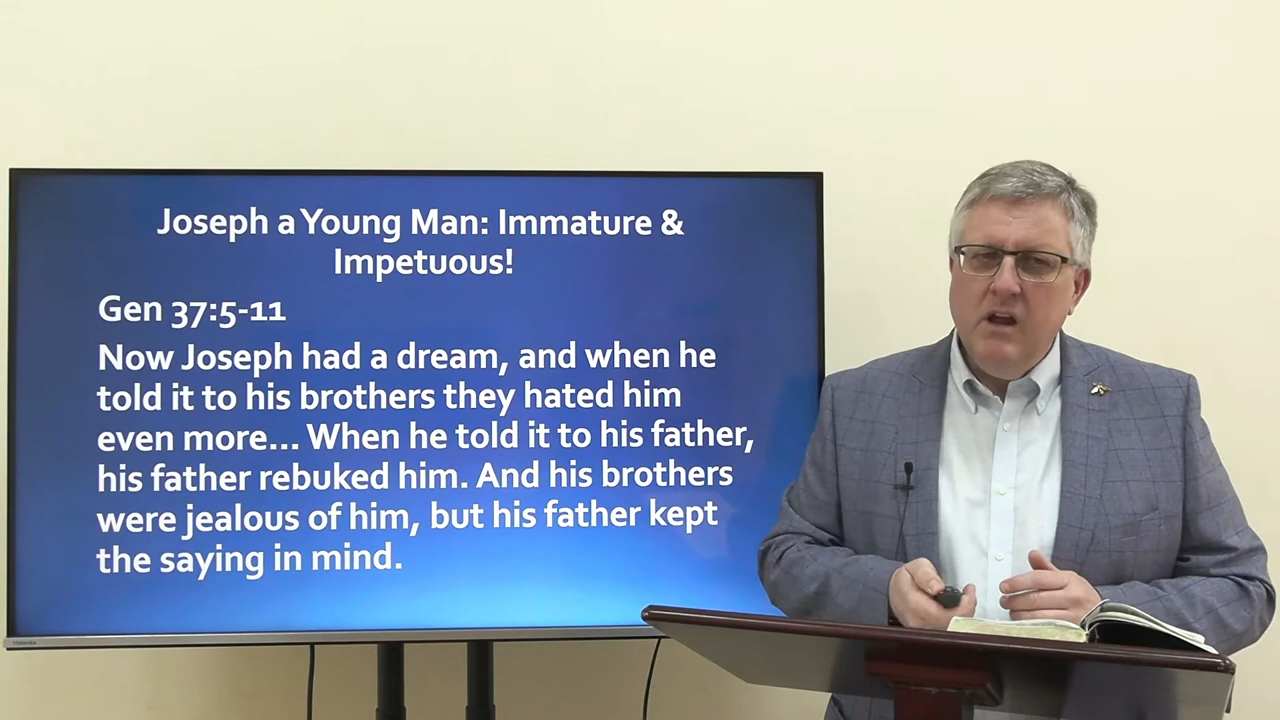 Joseph a Young Man: Immature &
Impetuous!
Gen 37:5-11
Now Joseph had a dream, and when he
told it to his brothers they hated him
even more... When he told it to his father,
his father rebuked him. And his brothers
were jealous of him, but his father kept
the saying in mind.
TOSHIBA